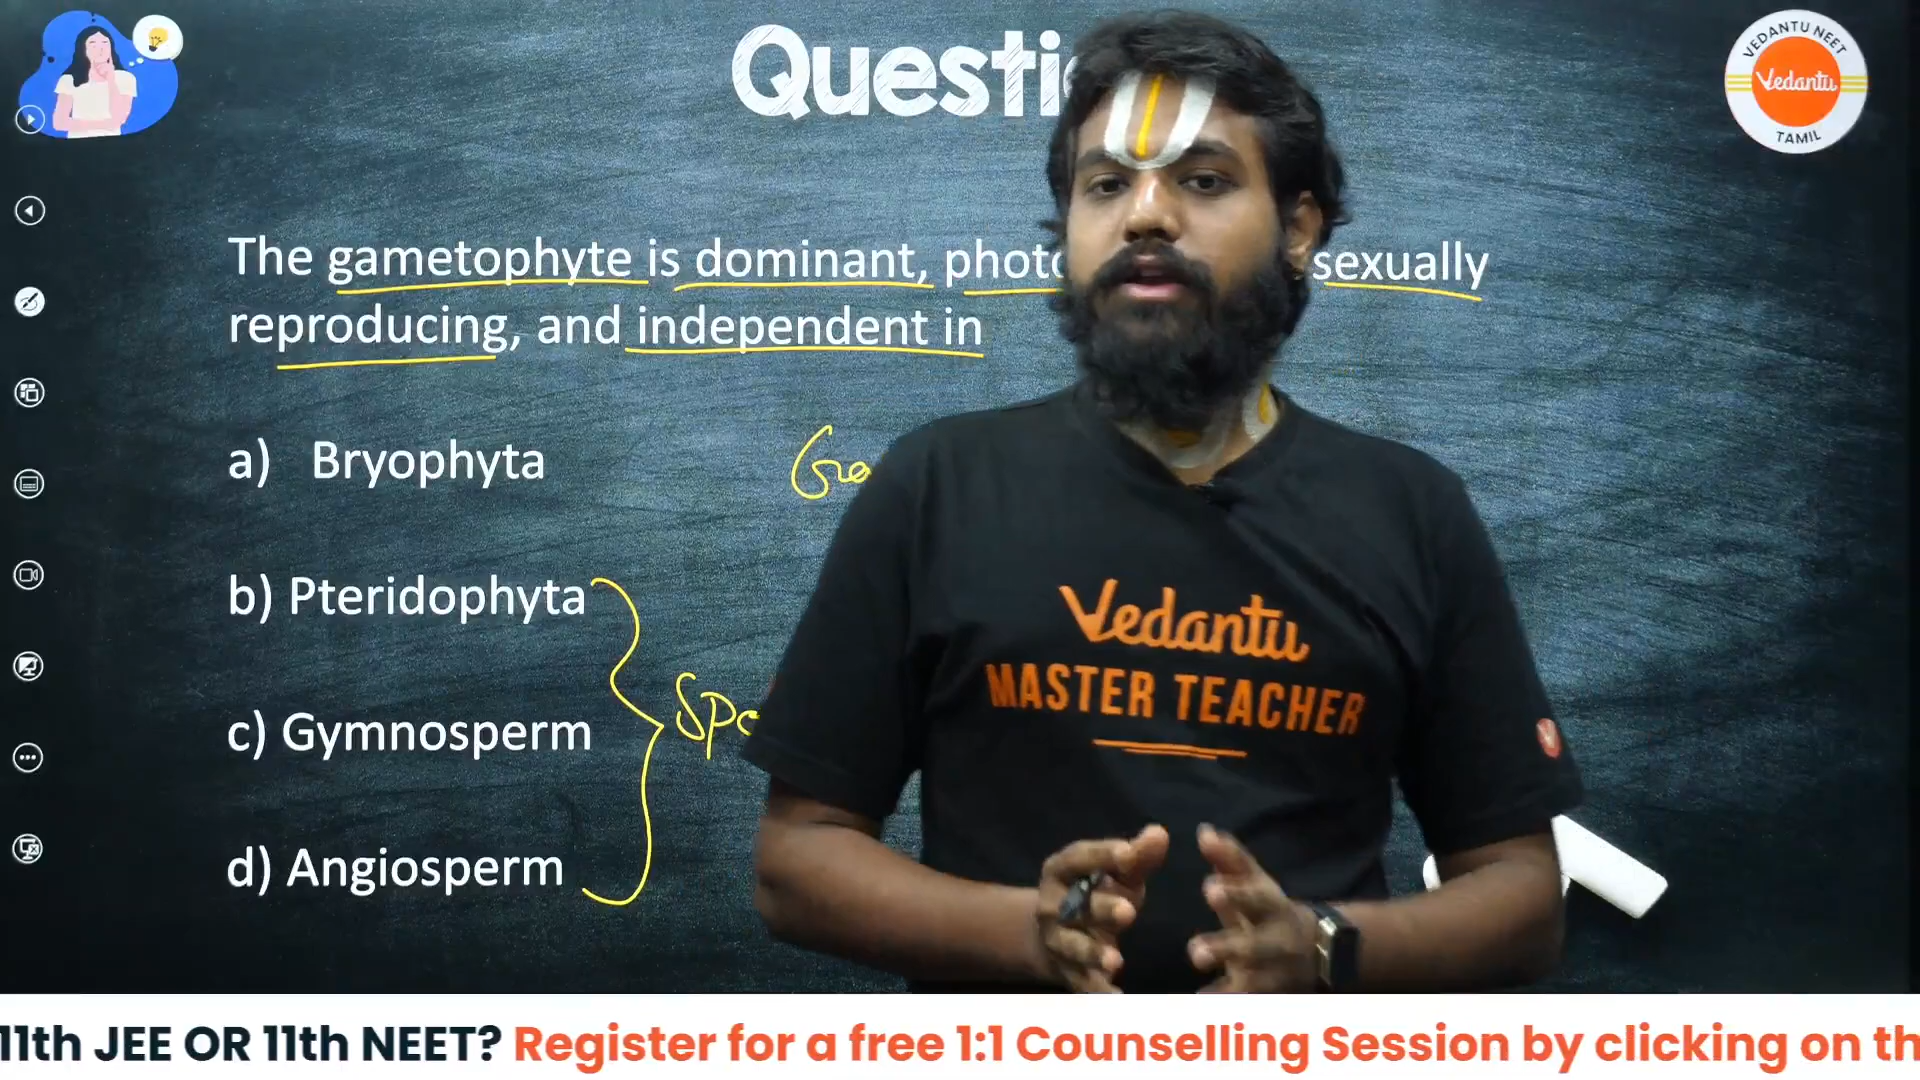 Questi
VEDANTU NEET
Vedantu
TAMIL
The gametophyte is dominant, photo sexually
reproducing, and independent in
a) Bryophyta
b) Pteridophyta
c) Gymnosperm
d) Angiosperm
Vedantu
MASTER TEACHER
11th JEE OR 11th NEET? Register for a free 1:1 Counselling Session by clicking on th